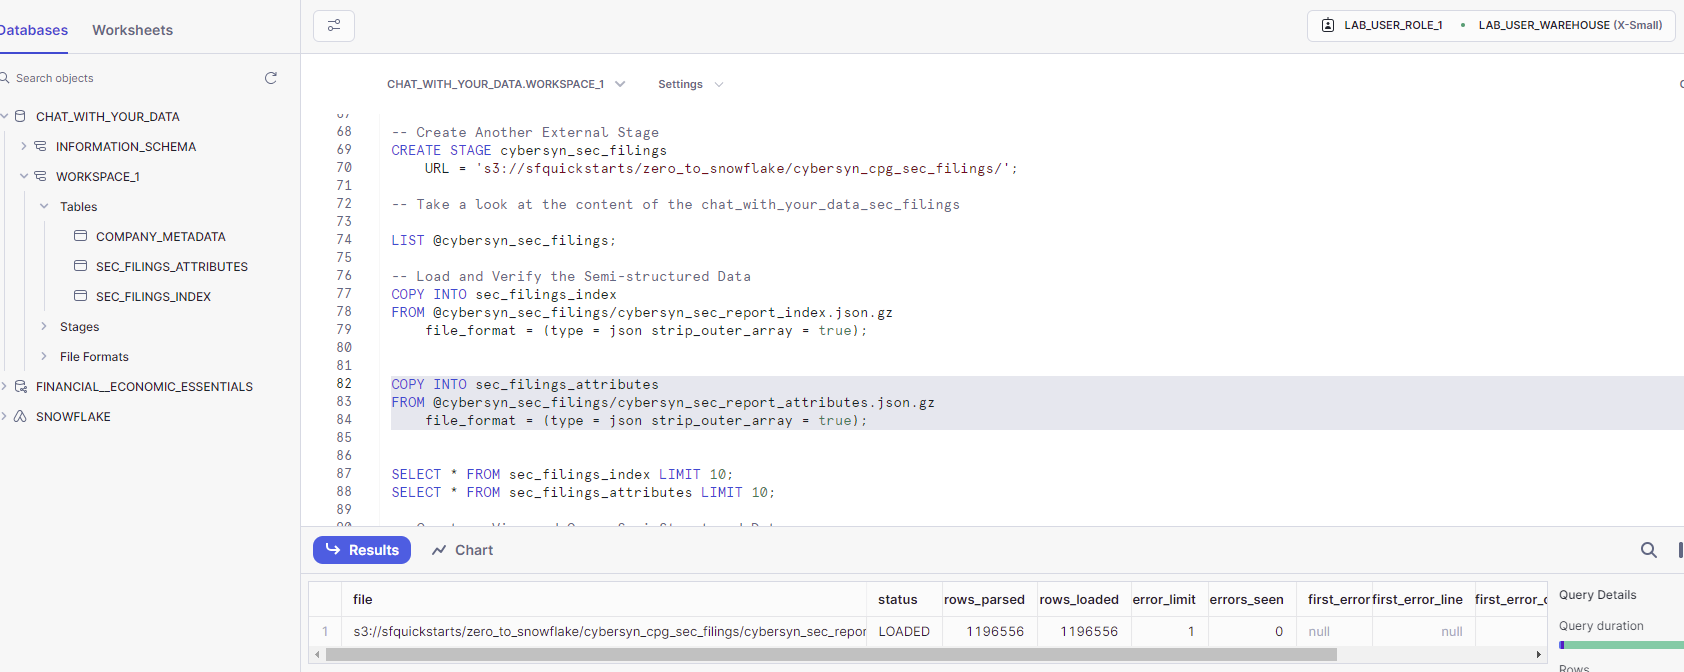 Databases Worksheets
LAB_USER_ROLE_1 LAB_USER_WAREHOUSE (X-Small)
Search objects
CHAT_WITH_YOUR_DATA
INFORMATION_SCHEMA
WORKSPACE_1
Tables
COMPANY_METADATA
SEC_FILINGS_ATTRIBUTES
SEC_FILINGS_INDEX
Stages
File Formats
FINANCIAL__ECONOMIC_ESSENTIALS
SNOWFLAKE
CHAT_WITH_YOUR_DATA.WORKSPACE_1 Settings
67
68 -- Create Another External Stage
69 CREATE STAGE cybersyn_sec_filings
70 URL = 's3://sfquickstarts/zero_to_snowflake/cybersyn_cpg_sec_filings/';
71
72 -- Take a look at the content of the chat_with_your_data_sec_filings
73
74 LIST @cybersyn_sec_filings;
75
76 -- Load and Verify the Semi-structured Data
77 COPY INTO sec_filings_index
78 FROM @cybersyn_sec_filings/cybersyn_sec_report_index.json.gz
79 file_format = (type = json strip_outer_array = true);
80
81
82 COPY INTO sec_filings_attributes
83 FROM @cybersyn_sec_filings/cybersyn_sec_report_attributes.json.gz
84 file_format = (type = json strip_outer_array = true);
85
86
87 SELECT * FROM sec_filings_index LIMIT 10;
88 SELECT * FROM sec_filings_attributes LIMIT 10;
89
Results Chart
file status rows_parsed rows_loaded error_limit errors_seen first_error first_error_line first_error_c
1 s3://sfquickstarts/zero_to_snowflake/cybersyn_cpg_sec_filings/cybersyn_sec_repor LOADED 1196556 1196556 1 0 null null
Query Details
Query duration
Rows